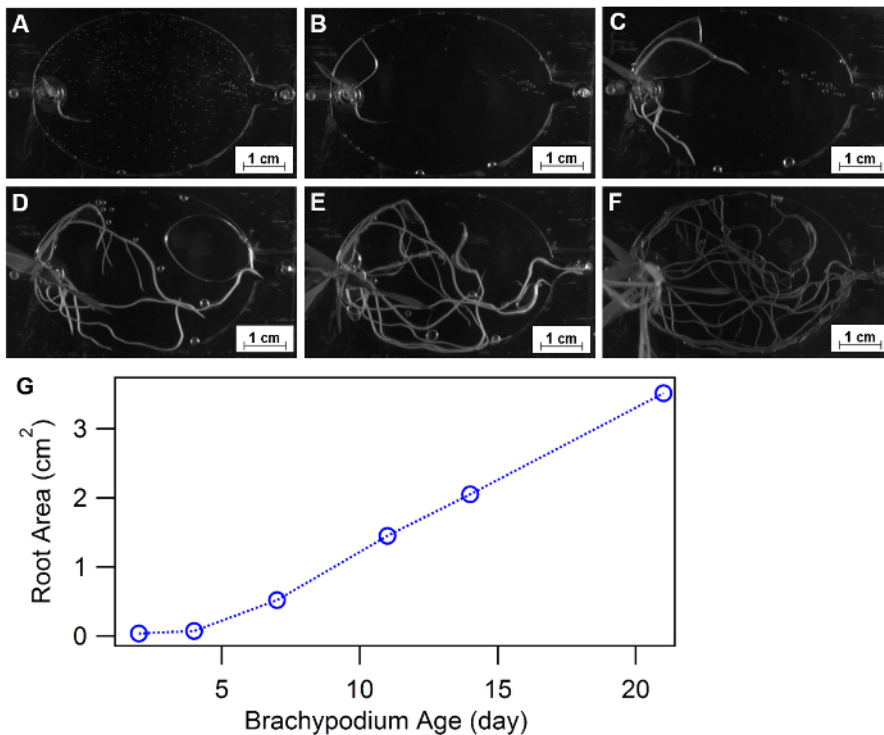 A
B
C
1 cm
1 cm
1 cm
D
E
F
1 cm
1 cm
1 cm
G
Root Area (cm²)
3
2
1
0
5
10
15
20
Brachypodium Age (day)